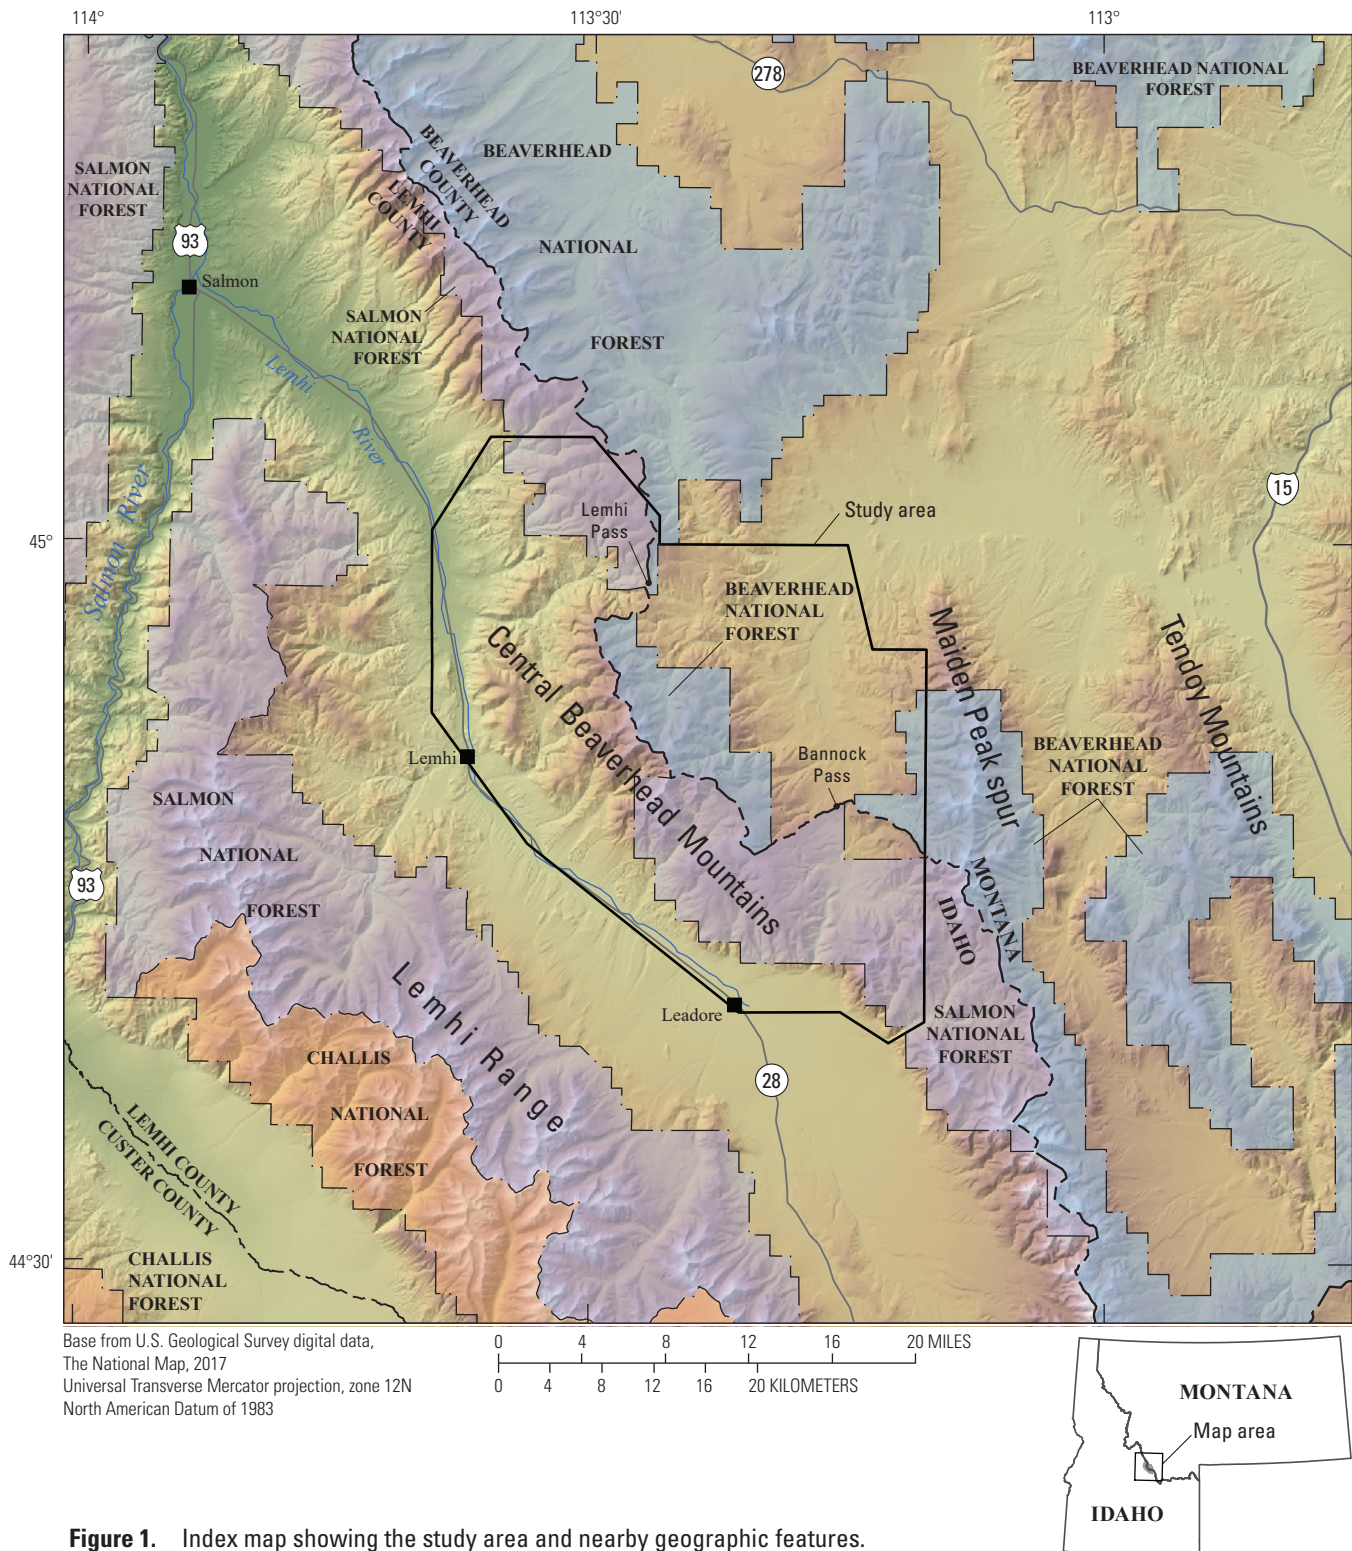 114°
113°30'
113°
278
BEAVERHEAD NATIONAL
FOREST
BEAVERHEAD
COUNTY
LEMHI
COUNTY
BEAVERHEAD
NATIONAL
FOREST
SALMON
NATIONAL
FOREST
93
Salmon
SALMON
NATIONAL
FOREST
Lemhi
River
Salmon River
15
45°
Lemhi
Pass
Study area
BEAVERHEAD
NATIONAL
FOREST
Central Beaverhead Mountains
Maiden Peak spur
Tendoy Mountains
Lemhi
Bannock
Pass
BEAVERHEAD
NATIONAL
FOREST
SALMON
NATIONAL
FOREST
93
MONTANA
IDAHO
Lemhi Range
Leadore
SALMON
NATIONAL
FOREST
CHALLIS
NATIONAL
FOREST
28
LEMHI COUNTY
CUSTER COUNTY
44°30'
CHALLIS
NATIONAL
FOREST
Base from U.S. Geological Survey digital data,
The National Map, 2017
Universal Transverse Mercator projection, zone 12N
North American Datum of 1983
0 4 8 12 16 20 MILES
0 4 8 12 16 20 KILOMETERS
MONTANA
Map area
IDAHO
Figure 1. Index map showing the study area and nearby geographic features.